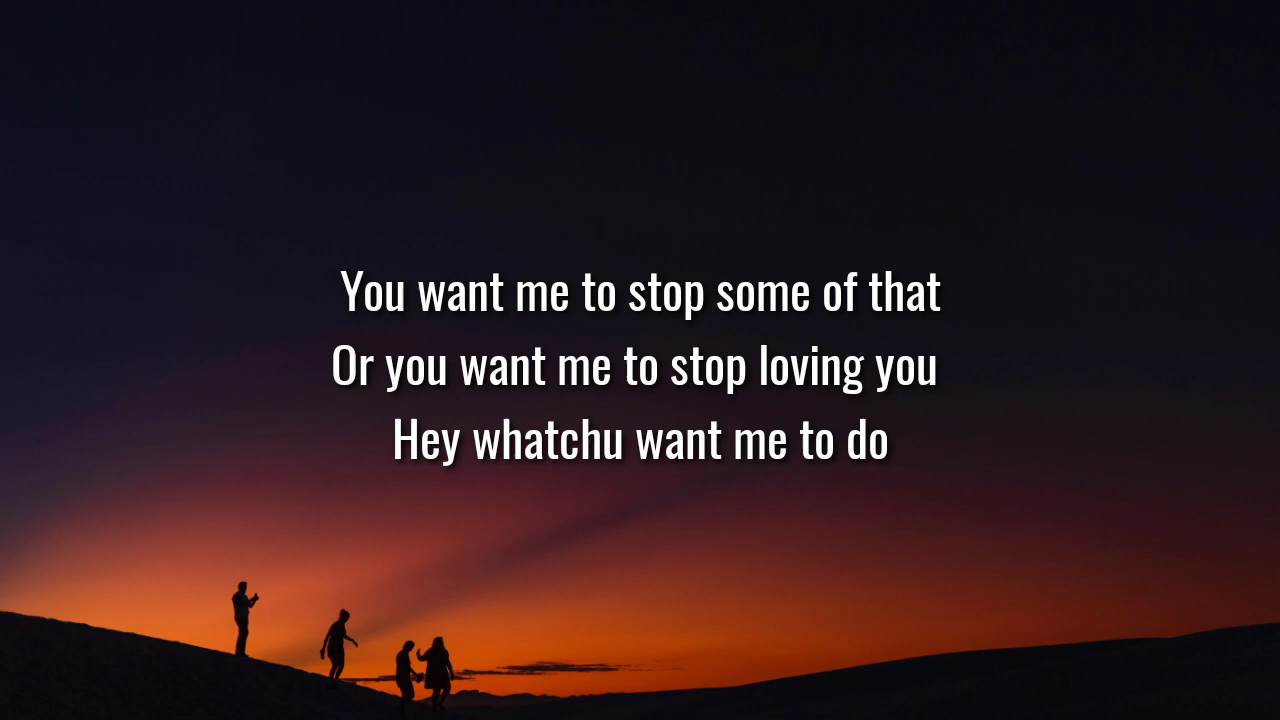 You want me to stop some of that
Or you want me to stop loving you
Hey whatchu want me to do